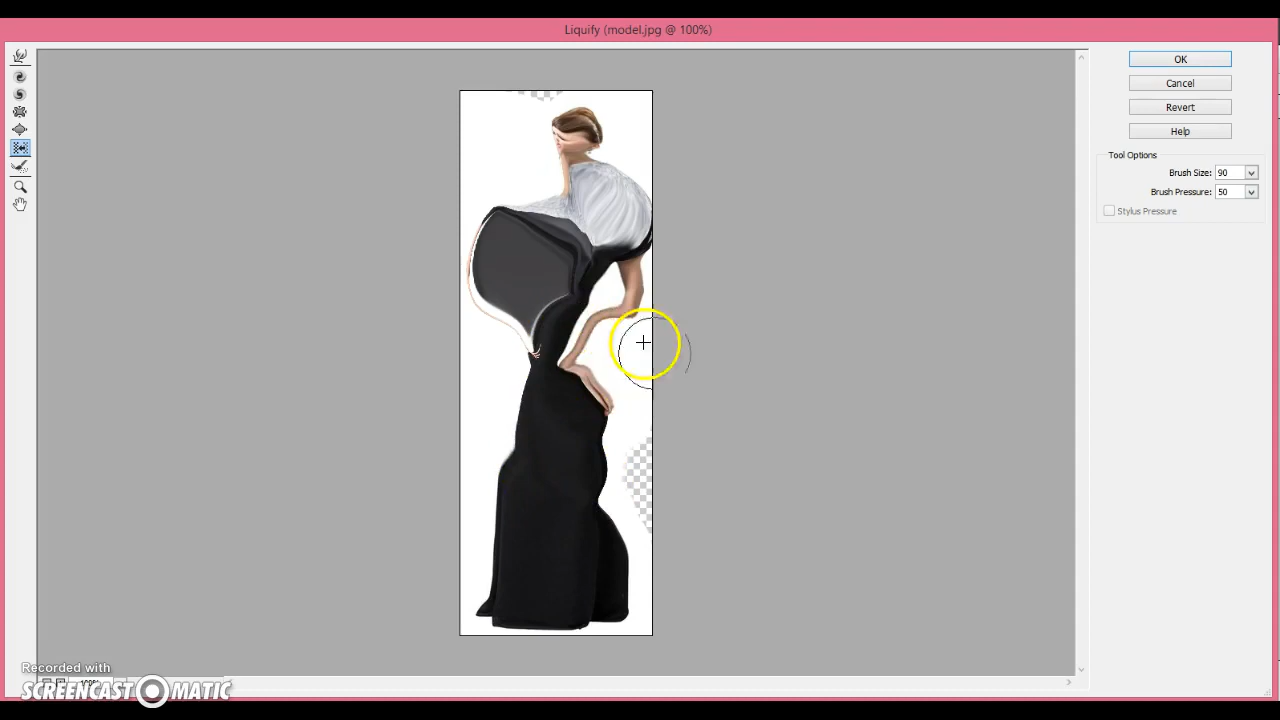 Liquify (model.jpg @ 100%)
OK
Cancel
Revert
Help
Tool Options
Brush Size: 90
Brush Pressure: 50
Stylus Pressure
Recorded with
SCREENCAST MATIC